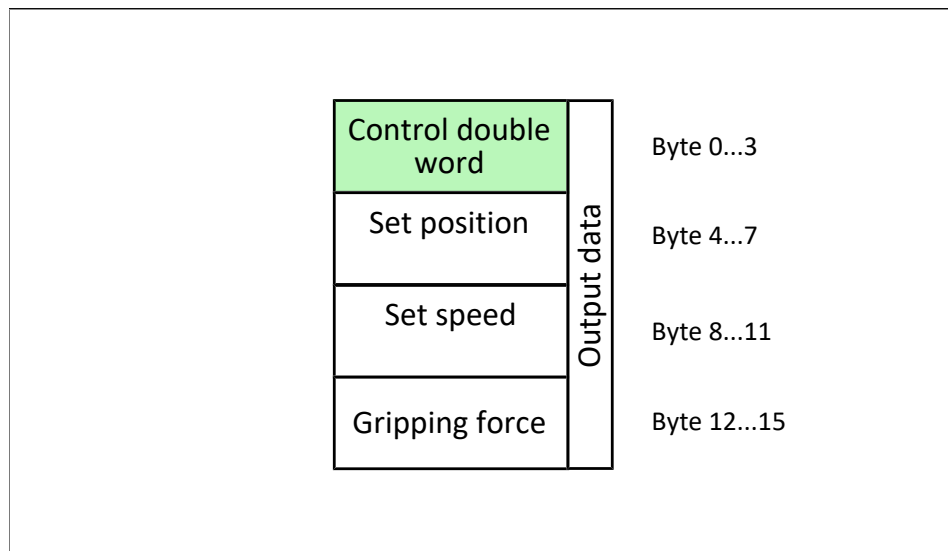 Control double
word
Byte 0...3
Set position
Byte 4...7
Set speed
Byte 8...11
Gripping force
Byte 12...15
Output data